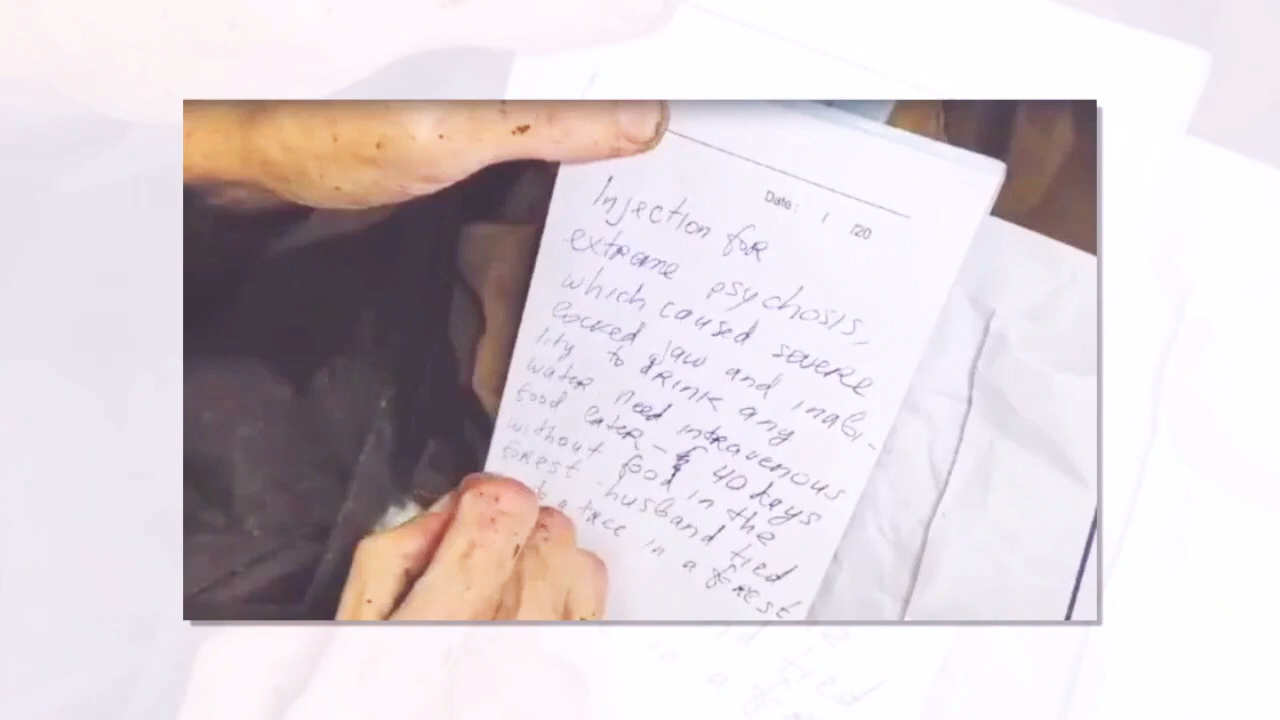 Date: / /20
Injection for
extreme psychosis,
which caused severe
locked jaw and inabi-
lity to drink any
water need intravenous
food enter- 40 days
without food in the
forest husband tied
a tree in a forest